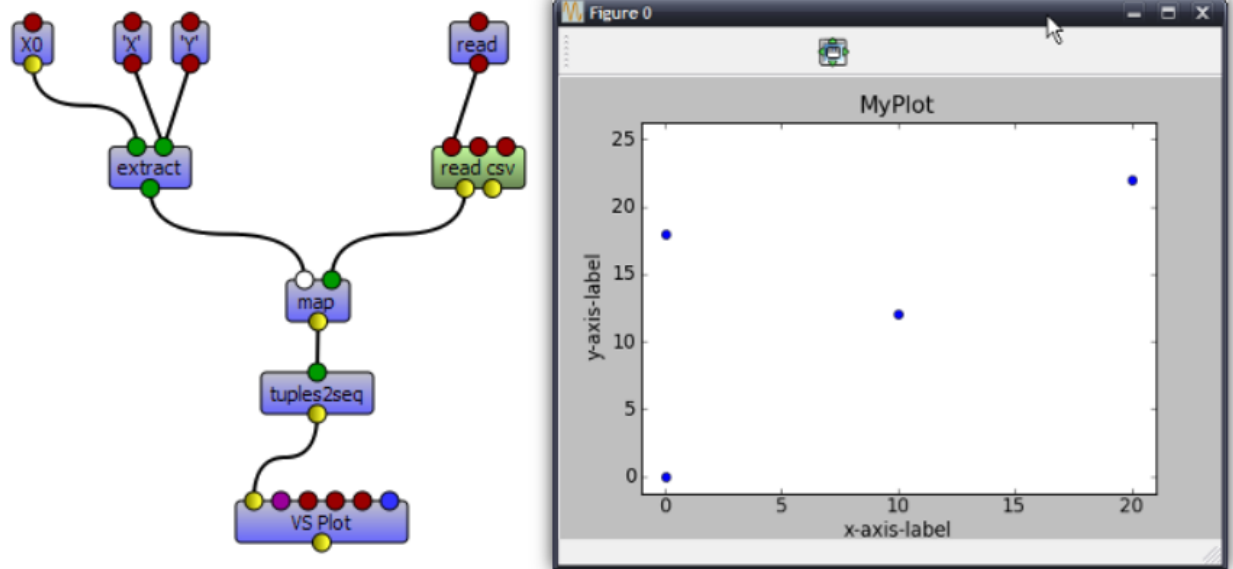 X0
'X'
'Y'
read
extract
read csv
map
tuples2seq
VS Plot
Figure 0
MyPlot
25
20
15
10
5
0
y-axis-label
0 5 10 15 20
x-axis-label